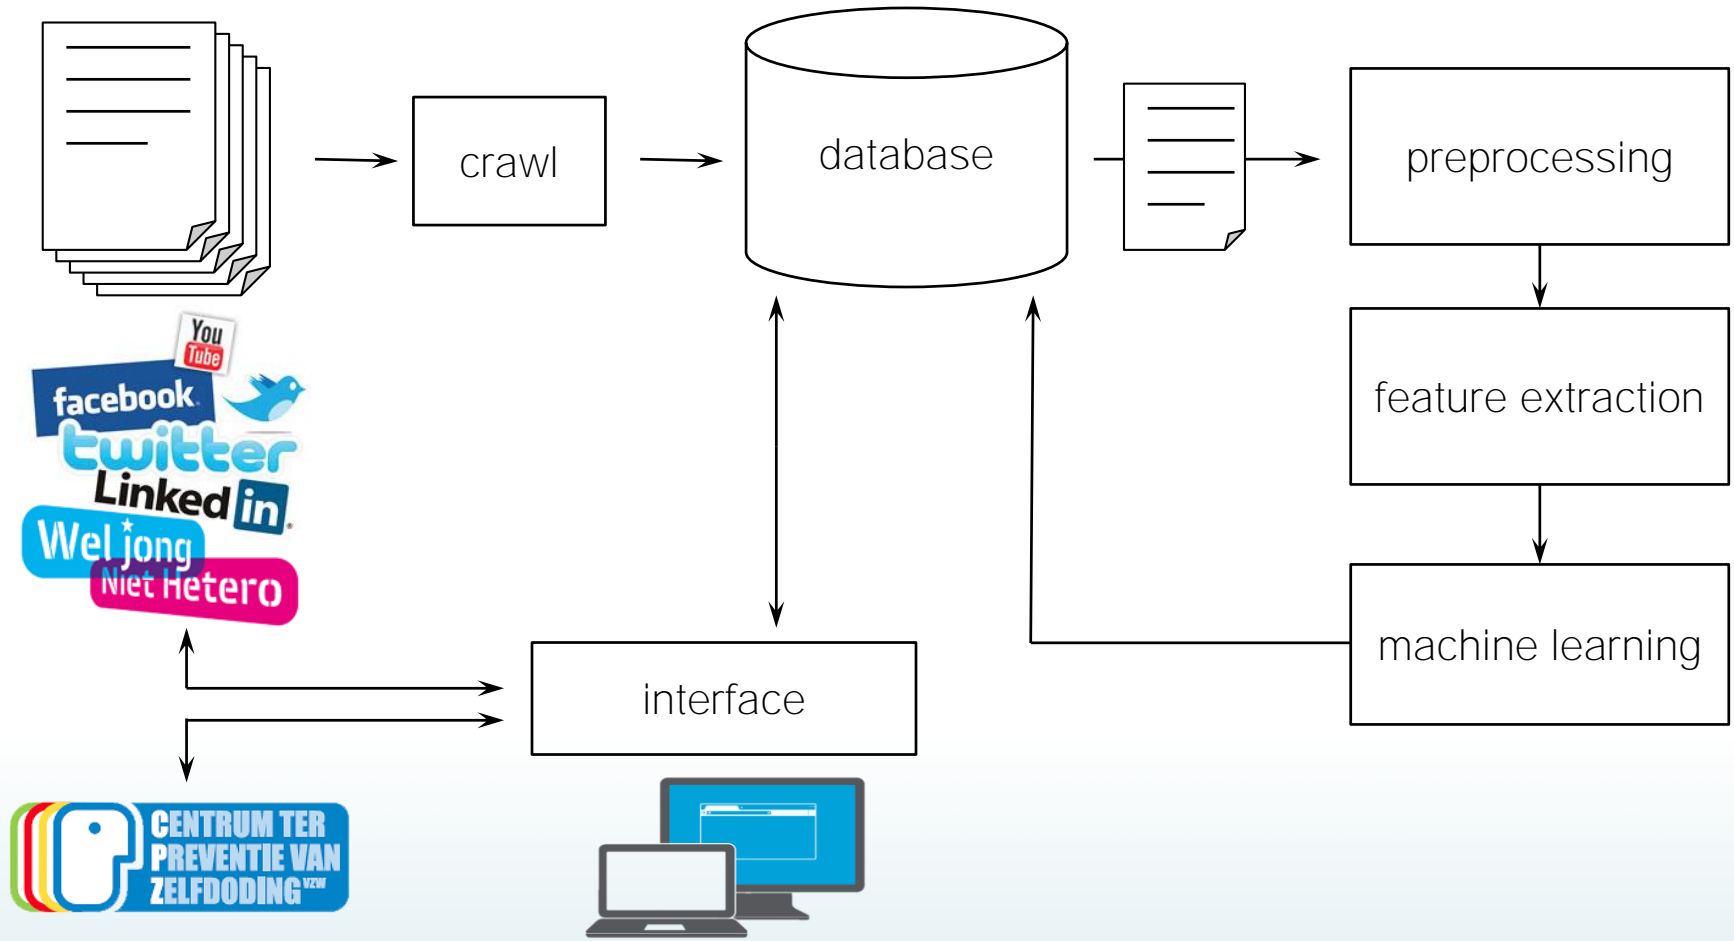 crawl
database
preprocessing
feature extraction
machine learning
You
Tube
facebook
twitter
Linked in
Wel jong
Niet Hetero
interface
CENTRUM TER
PREVENTIE VAN
ZELFDODING VZW